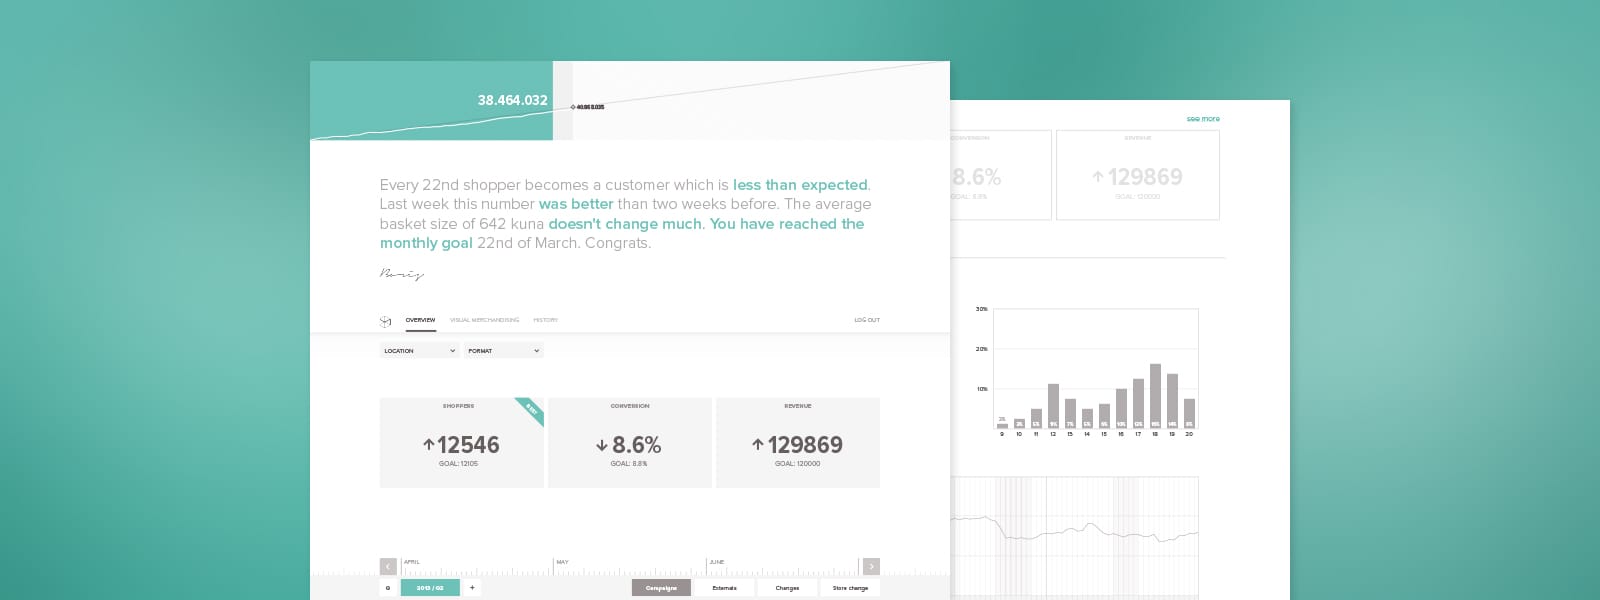 38.464.032
Every 22nd shopper becomes a customer which is less than expected.
Last week this number was better than two weeks before. The average
basket size of 642 kuna doesn't change much. You have reached the
monthly goal 22nd of March. Congrats.
Boris
OVERVIEW VISUAL MERCHANDISING HISTORY LOG OUT
LOCATION FORMAT
SHOPPERS CONVERSION REVENUE
BEST
↑12546 ↓8.6% ↑129869
GOAL: 12105 GOAL: 8.8% GOAL: 120000
APRIL MAY JUNE
+
Campaigns Externals Changes Store change
see more
CONVERSION REVENUE
8.6% ↑129869
GOAL: 8.8% GOAL: 120000
30%
20%
10%
9 10 11 12 13 14 15 16 17 18 19 20